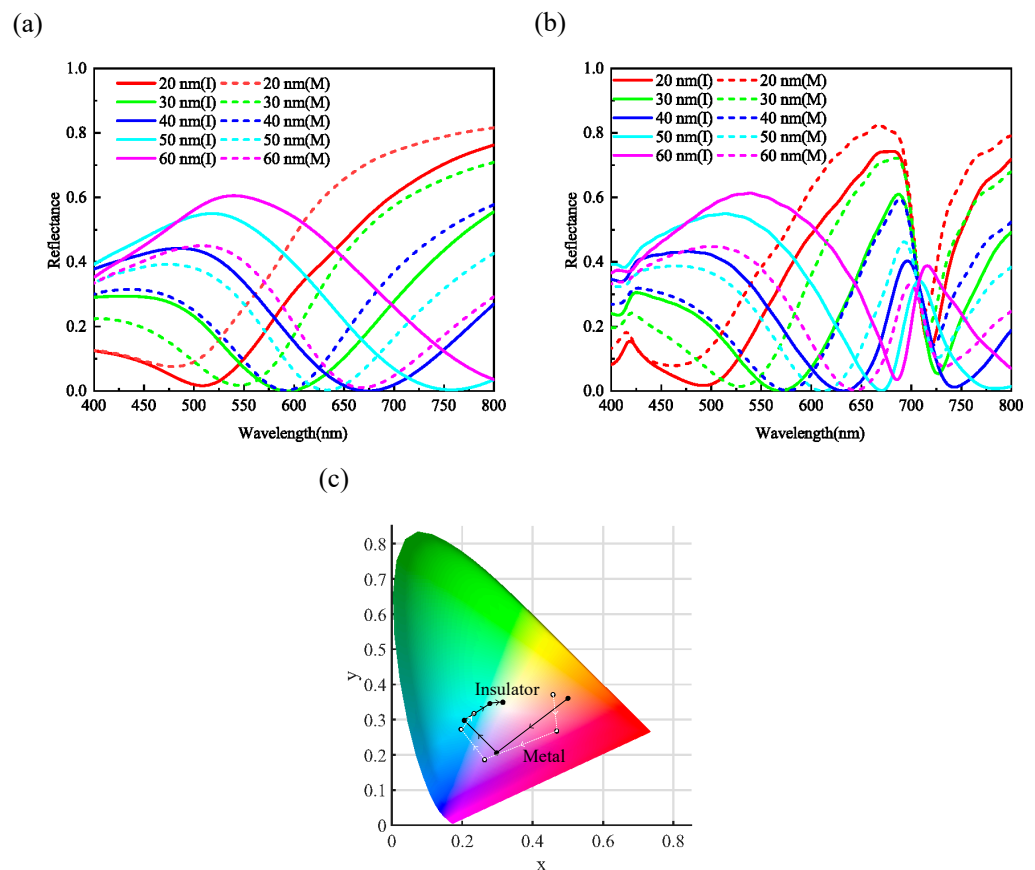 (a)
1.0
0.8
0.6
0.4
0.2
0.0
Reflectance
20 nm(I) 20 nm(M)
30 nm(I) 30 nm(M)
40 nm(I) 40 nm(M)
50 nm(I) 50 nm(M)
60 nm(I) 60 nm(M)
400 450 500 550 600 650 700 750 800
Wavelength(nm)
(b)
1.0
0.8
0.6
0.4
0.2
0.0
Reflectance
20 nm(I) 20 nm(M)
30 nm(I) 30 nm(M)
40 nm(I) 40 nm(M)
50 nm(I) 50 nm(M)
60 nm(I) 60 nm(M)
400 450 500 550 600 650 700 750 800
Wavelength(nm)
(c)
0.8
0.7
0.6
0.5
0.4
0.3
0.2
0.1
0
y
Insulator
Metal
0 0.2 0.4 0.6 0.8
x